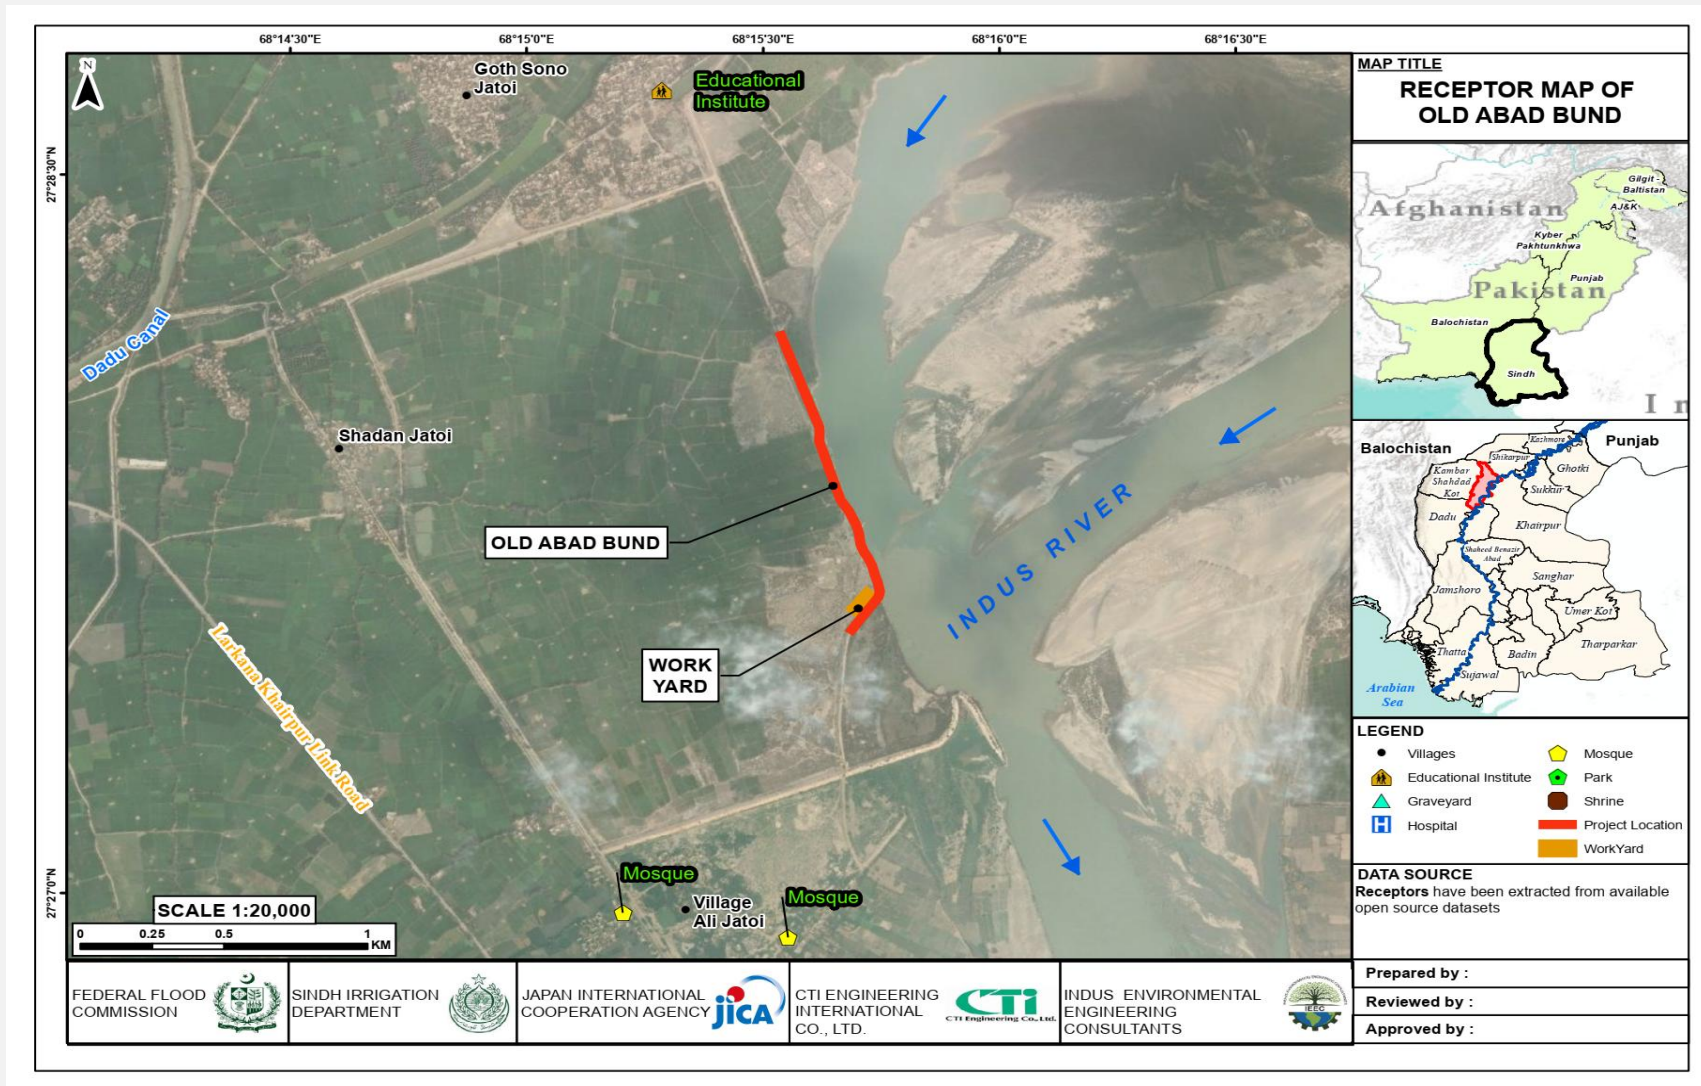 68°14'30"E
68°15'0"E
68°15'30"E
68°16'0"E
68°16'30"E
27°28'30"N
27°27'0"N
N
Goth Sono
Jatoi
Educational
Institute
Dadu Canal
Shadan Jatoi
OLD ABAD BUND
INDUS RIVER
WORK
YARD
Larkana Khairpur Link Road
Mosque
Village
Ali Jatoi
Mosque
SCALE 1:20,000
0 0.25 0.5 1
KM
MAP TITLE
RECEPTOR MAP OF
OLD ABAD BUND
Afghanistan
Gilgit -
Baltistan
AJ&K
Kyber
Pakhtunkhwa
Punjab
Pakistan
Balochistan
Sindh
In
Balochistan
Punjab
Kashmore
Shikarpur
Ghotki
Kambar
Shahdad
Kot
Sukkur
Dadu
Khairpur
Shaheed Benazir
Abad
Sanghar
Jamshoro
Umer Kot
Tharparkar
Thatta
Badin
Sujawal
Arabian
Sea
LEGEND
Villages
Mosque
Educational Institute
Park
Graveyard
Shrine
H
Hospital
Project Location
WorkYard
DATA SOURCE
Receptors have been extracted from available
open source datasets
FEDERAL FLOOD
COMMISSION
SINDH IRRIGATION
DEPARTMENT
JAPAN INTERNATIONAL
COOPERATION AGENCY
jICA
CTI ENGINEERING
INTERNATIONAL
CO., LTD.
CTi
CTI Engineering Co., Ltd.
INDUS ENVIRONMENTAL
ENGINEERING
CONSULTANTS
IEEC
Prepared by :
Reviewed by :
Approved by :